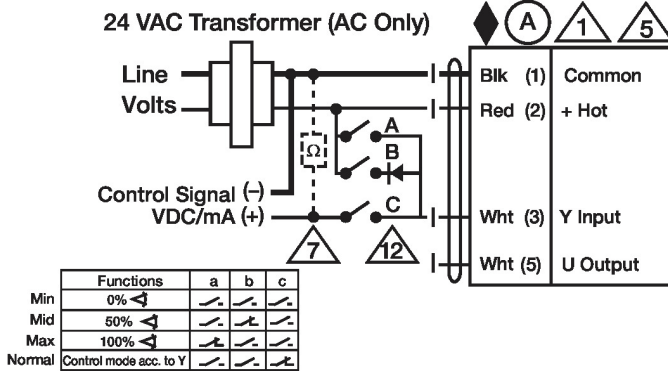 24 VAC Transformer (AC Only)
A 1 5
Line
Volts
Blk (1) Common
Red (2) + Hot
A
Ω
B
Control Signal (-)
VDC/mA (+)
C
Wht (3) Y Input
7 12
Wht (5) U Output
Functions a b c
Min 0%
Mid 50%
Max 100%
Normal Control mode acc. to Y